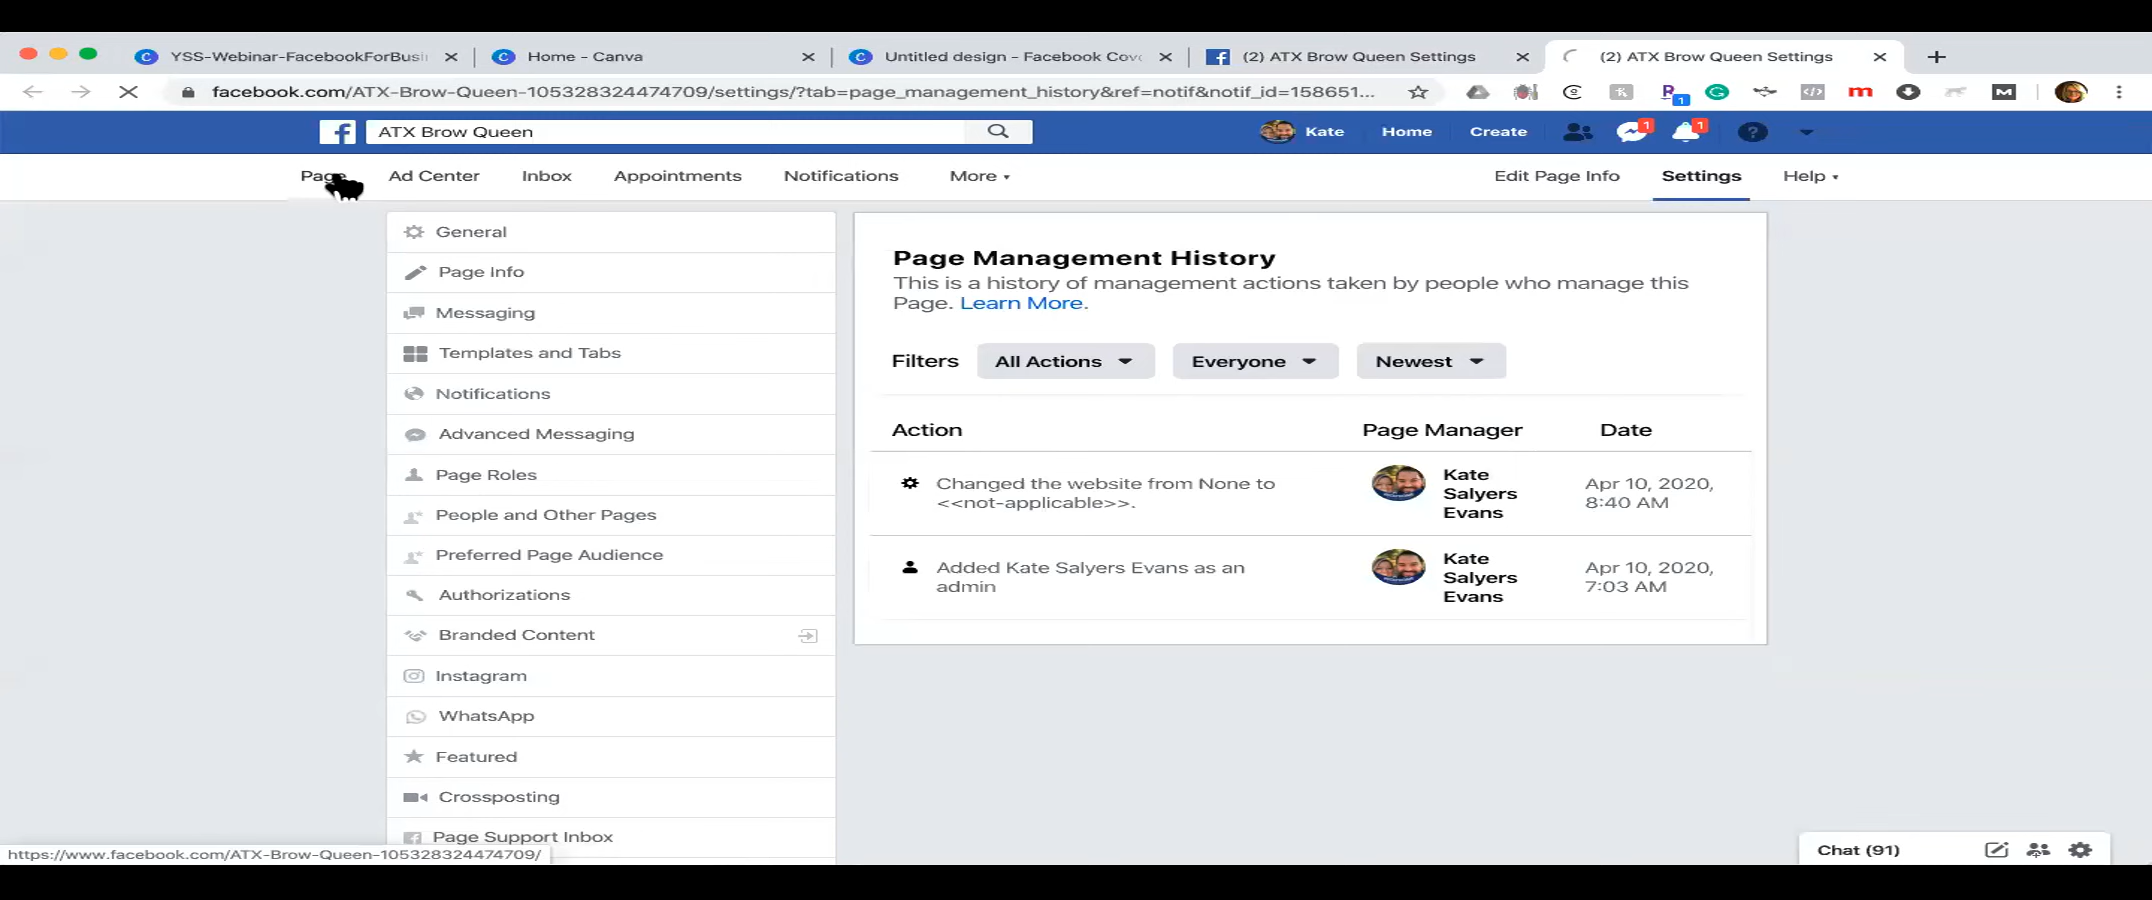 YSS-Webinar-FacebookForBusi
Home - Canva
Untitled design - Facebook Cov
(2) ATX Brow Queen Settings
(2) ATX Brow Queen Settings
facebook.com/ATX-Brow-Queen-105328324474709/settings/?tab=page_management_history&ref=notif&notif_id=158651...
1
ATX Brow Queen
Kate
Home
Create
1
1
Page
Ad Center
Inbox
Appointments
Notifications
More
Edit Page Info
Settings
Help
General
Page Info
Messaging
Templates and Tabs
Notifications
Advanced Messaging
Page Roles
People and Other Pages
Preferred Page Audience
Authorizations
Branded Content
Instagram
WhatsApp
Featured
Crossposting
Page Support Inbox
Page Management History
This is a history of management actions taken by people who manage this
Page. Learn More.
Filters
All Actions
Everyone
Newest
Action
Page Manager
Date
Changed the website from None to
<<not-applicable>>.
Kate
Salyers
Evans
Apr 10, 2020,
8:40 AM
Added Kate Salyers Evans as an
admin
Kate
Salyers
Evans
Apr 10, 2020,
7:03 AM
https://www.facebook.com/ATX-Brow-Queen-105328324474709/
Chat (91)